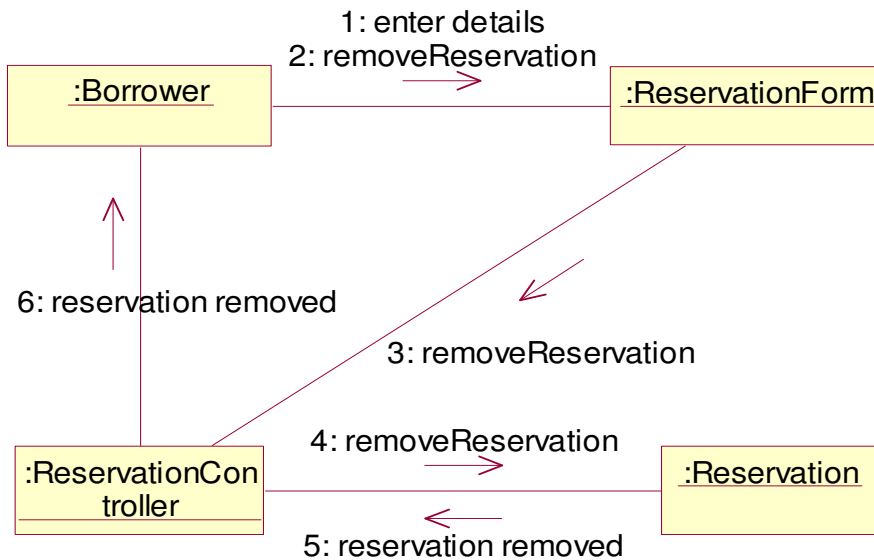 1: enter details
2: removeReservation
:Borrower
:ReservationForm
6: reservation removed
3: removeReservation
4: removeReservation
:ReservationCon
troller
:Reservation
5: reservation removed